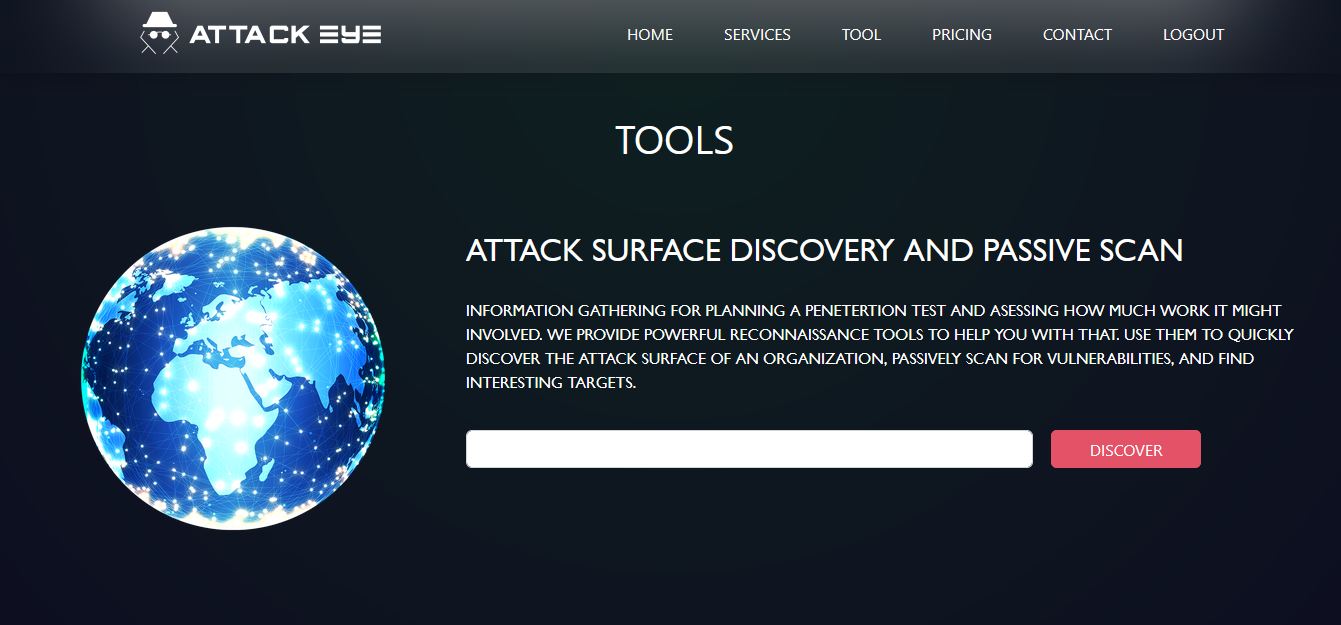 ATTACK EYE
HOME SERVICES TOOL PRICING CONTACT LOGOUT
TOOLS
ATTACK SURFACE DISCOVERY AND PASSIVE SCAN
INFORMATION GATHERING FOR PLANNING A PENETERTION TEST AND ASESSING HOW MUCH WORK IT MIGHT
INVOLVED. WE PROVIDE POWERFUL RECONNAISSANCE TOOLS TO HELP YOU WITH THAT. USE THEM TO QUICKLY
DISCOVER THE ATTACK SURFACE OF AN ORGANIZATION, PASSIVELY SCAN FOR VULNERABILITIES, AND FIND
INTERESTING TARGETS.
DISCOVER